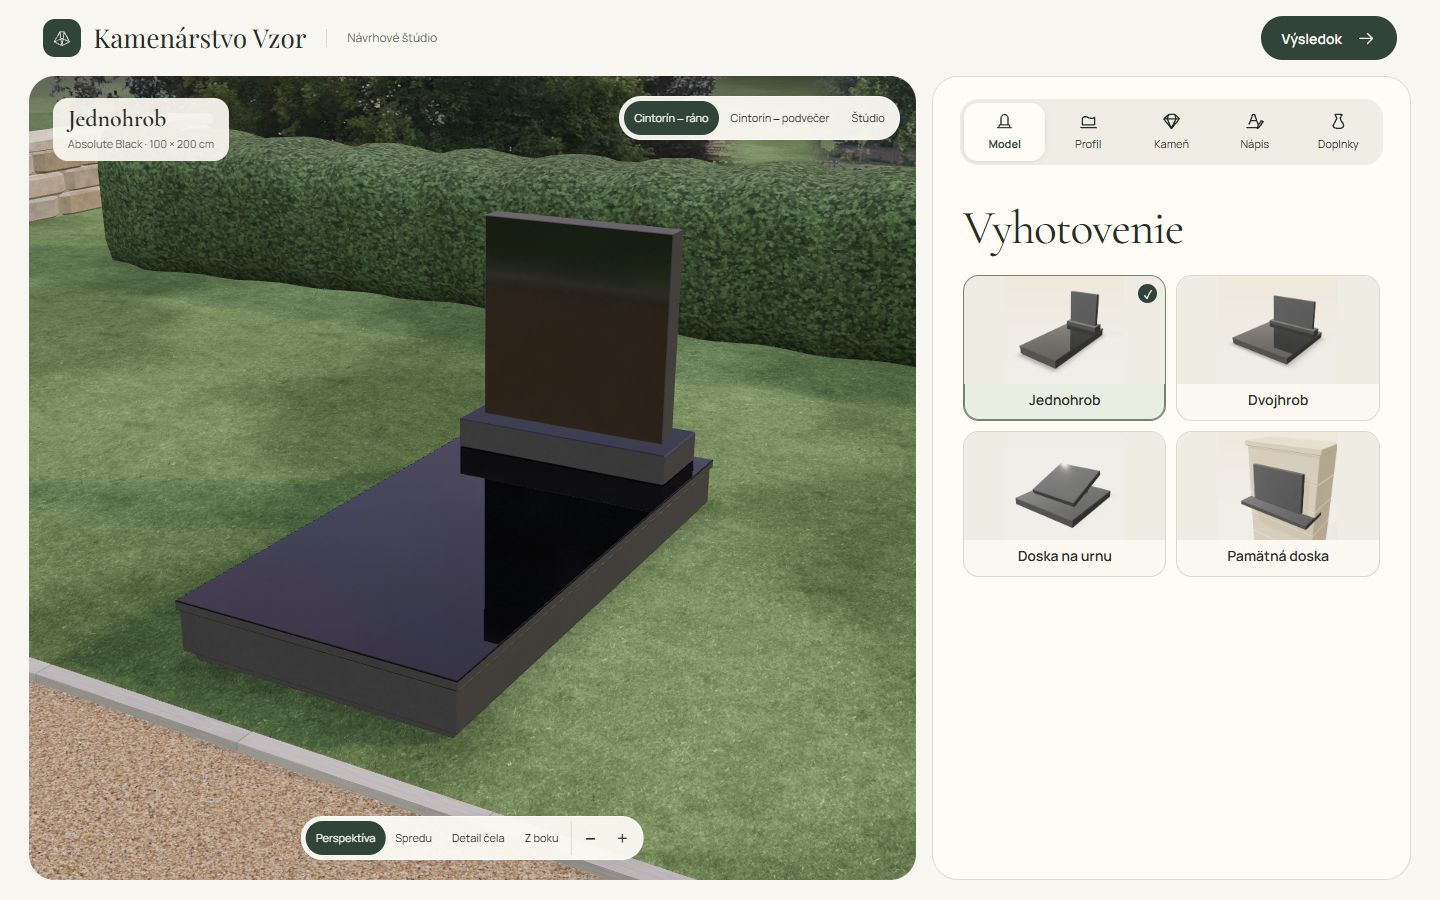 Kamenárstvo Vzor
Návrhové štúdio
Výsledok
Jednohrob
Absolute Black · 100 × 200 cm
Cintorín – ráno
Cintorín – podvečer
Štúdio
Perspektíva
Spredu
Detail čela
Z boku
Model
Profil
Kameň
Nápis
Doplnky
Vyhotovenie
Jednohrob
Dvojhrob
Doska na urnu
Pamätná doska